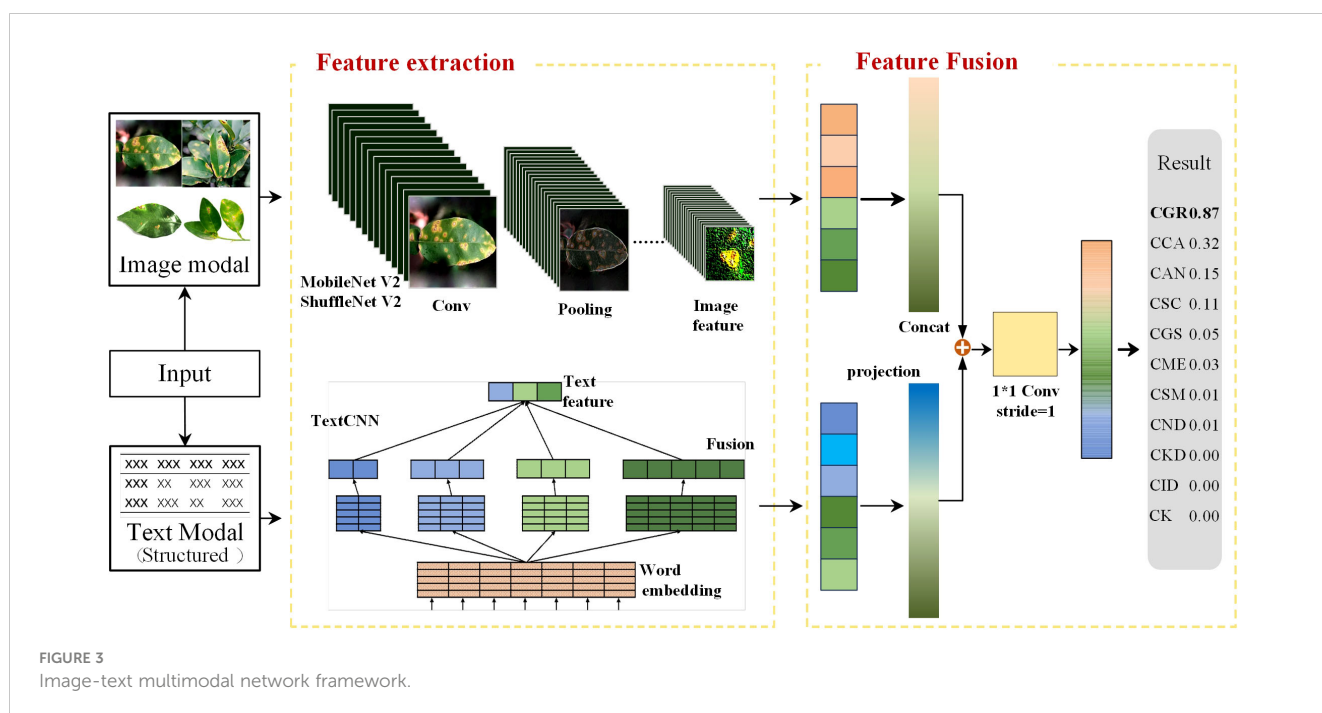 Feature extraction
Feature Fusion
Image modal
Input
XXX XXX XXX XXX
XXX XX XXX XXX
XXX XXX XX XXX
Text Modal
(Structured )
MobileNet V2
ShuffleNet V2
Conv
Pooling
......
Image
feature
TextCNN
Text
feature
Fusion
Word
embedding
Concat
projection
1*1 Conv
stride=1
Result
CGR 0.87
CCA 0.32
CAN 0.15
CSC 0.11
CGS 0.05
CME 0.03
CSM 0.01
CND 0.01
CKD 0.00
CID 0.00
CK 0.00
FIGURE 3
Image-text multimodal network framework.